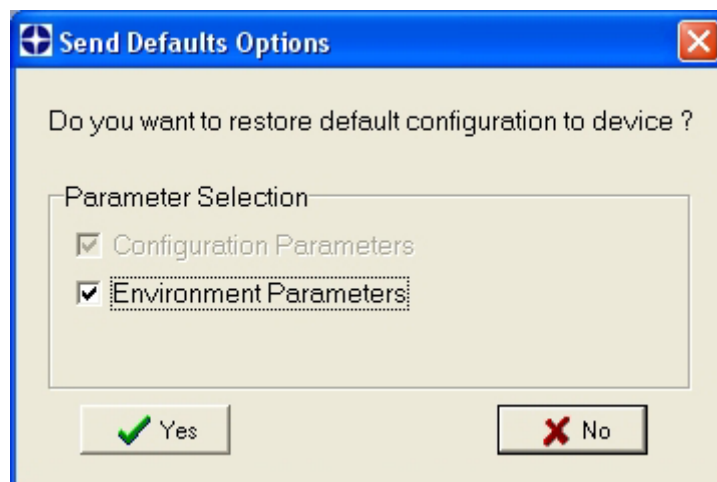 Send Defaults Options
Do you want to restore default configuration to device ?
Parameter Selection
Configuration Parameters
Environment Parameters
Yes
No